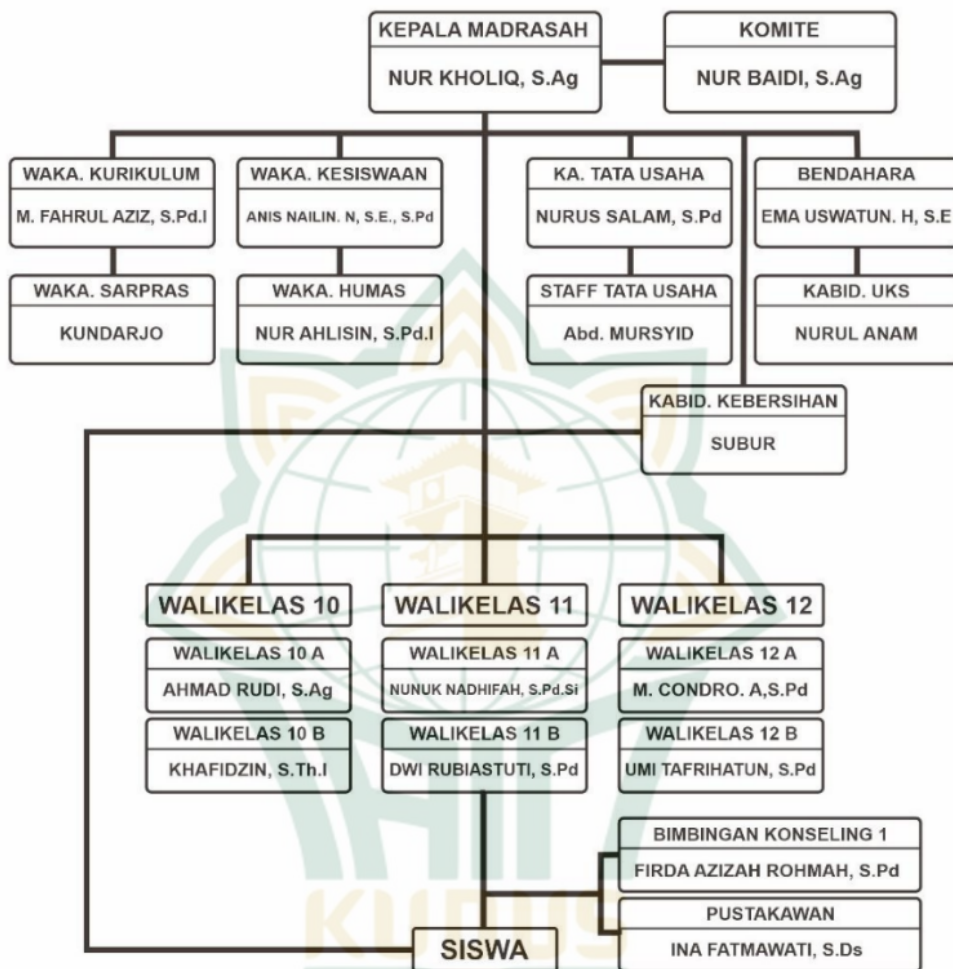 KEPALA MADRASAH
NUR KHOLIQ, S.Ag
KOMITE
NUR BAIDI, S.Ag
WAKA. KURIKULUM
M. FAHRUL AZIZ, S.Pd.I
WAKA. KESISWAAN
ANIS NAILIN. N, S.E., S.Pd
KA. TATA USAHA
NURUS SALAM, S.Pd
BENDAHARA
EMA USWATUN. H, S.E
WAKA. SARPRAS
KUNDARJO
WAKA. HUMAS
NUR AHLISIN, S.Pd.I
STAFF TATA USAHA
Abd. MURSYID
KABID. UKS
NURUL ANAM
KABID. KEBERSIHAN
SUBUR
WALIKELAS 10
WALIKELAS 10 A
AHMAD RUDI, S.Ag
WALIKELAS 10 B
KHAFIDZIN, S.Th.I
WALIKELAS 11
WALIKELAS 11 A
NUNUK NADHIFAH, S.Pd.Si
WALIKELAS 11 B
DWI RUBIASTUTI, S.Pd
WALIKELAS 12
WALIKELAS 12 A
M. CONDRO. A,S.Pd
WALIKELAS 12 B
UMI TAFRIHATUN, S.Pd
BIMBINGAN KONSELING 1
FIRDA AZIZAH ROHMAH, S.Pd
PUSTAKAWAN
INA FATMAWATI, S.Ds
SISWA
KUDUS